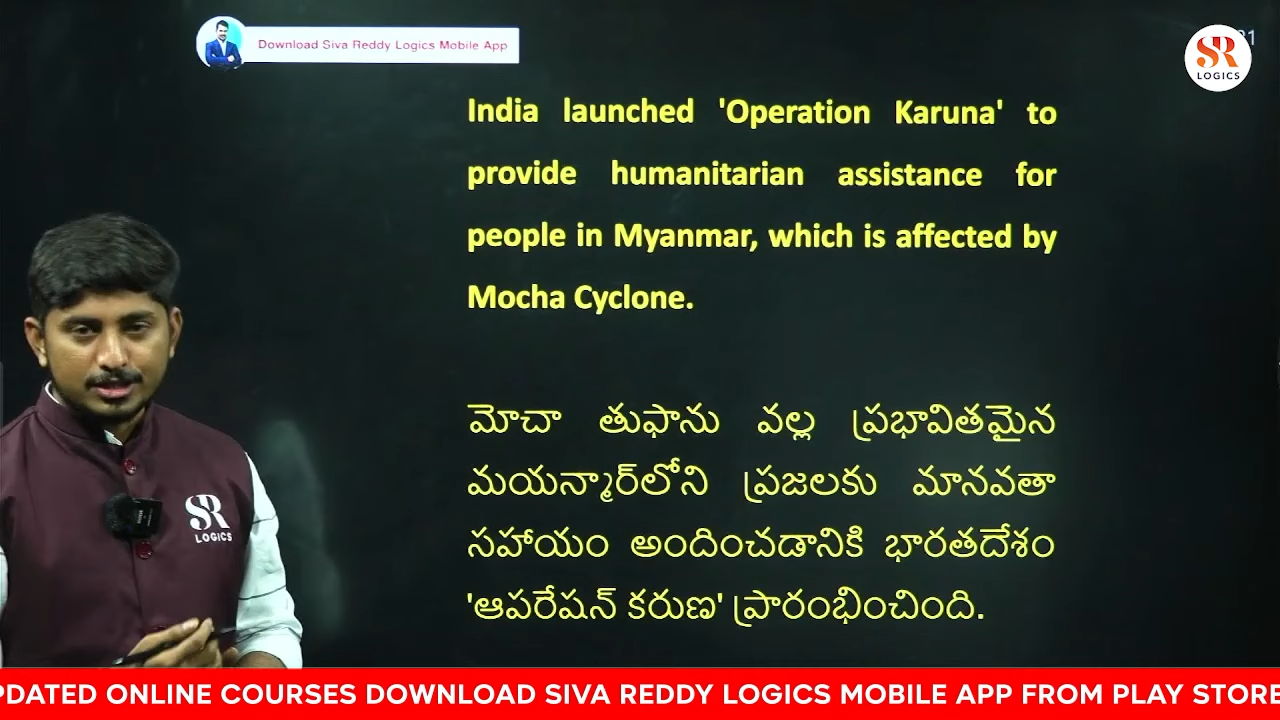 Download Siva Reddy Logics Mobile App
SR
LOGICS
India launched 'Operation Karuna' to
provide humanitarian assistance for
people in Myanmar, which is affected by
Mocha Cyclone.
మోచా తుఫాను వల్ల ప్రభావితమైన
మయన్మార్‌లోని ప్రజలకు మానవతా
సహాయం అందించడానికి భారతదేశం
'ఆపరేషన్ కరుణ' ప్రారంభించింది.
SR
LOGICS
PDATED ONLINE COURSES DOWNLOAD SIVA REDDY LOGICS MOBILE APP FROM PLAY STORE